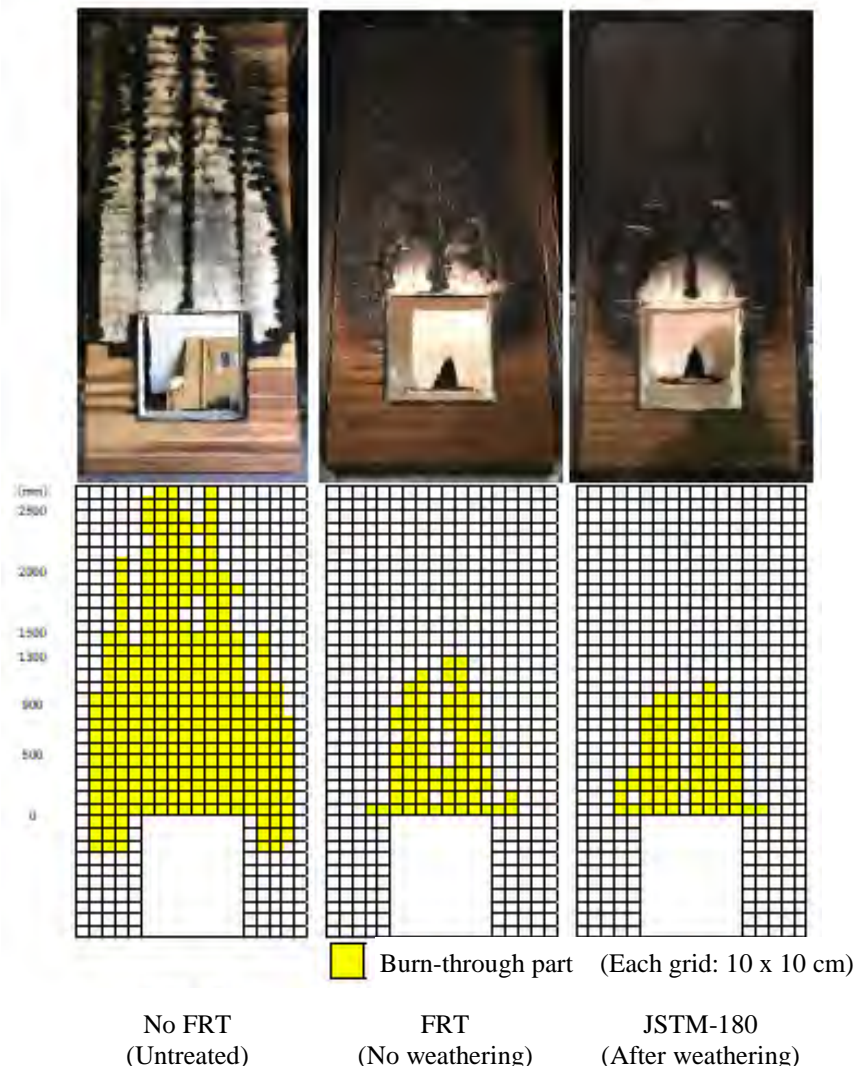 (mm)
2500
2000
1500
1300
900
500
0
Burn-through part (Each grid: 10 x 10 cm)
No FRT FRT JSTM-180
(Untreated) (No weathering) (After weathering)